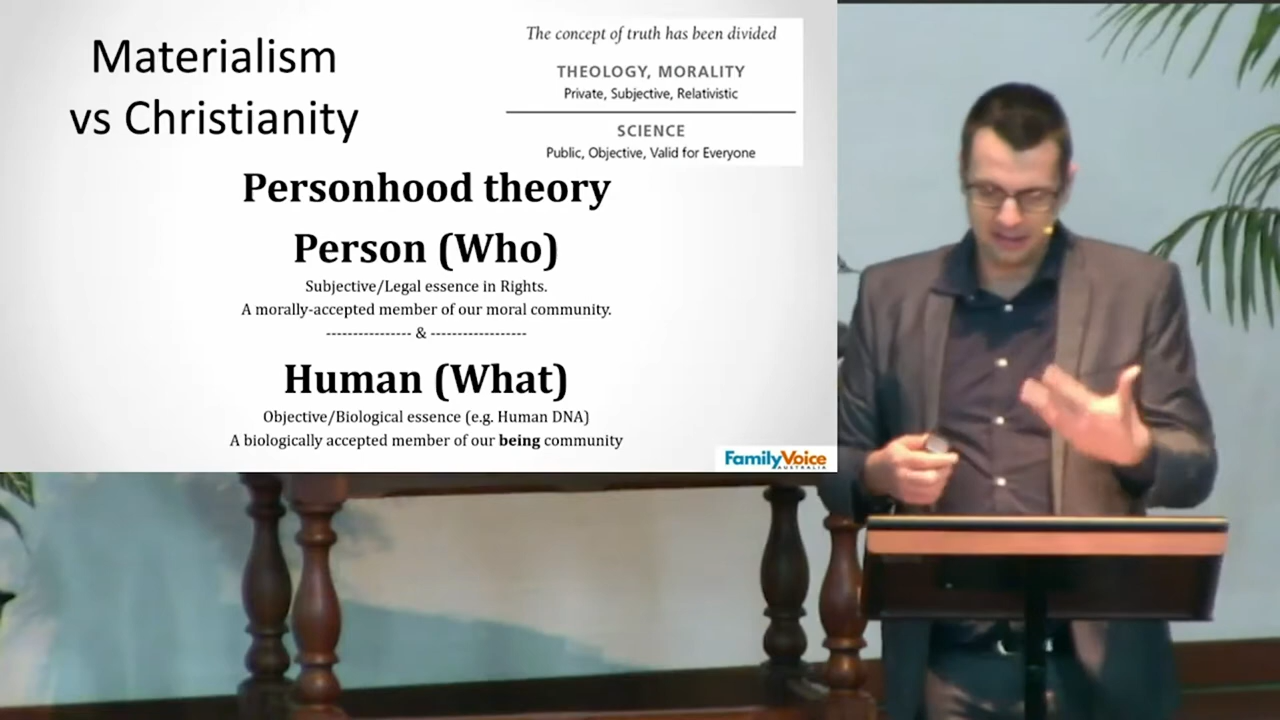 Materialism
vs Christianity
The concept of truth has been divided
THEOLOGY, MORALITY
Private, Subjective, Relativistic
SCIENCE
Public, Objective, Valid for Everyone
Personhood theory
Person (Who)
Subjective/Legal essence in Rights.
A morally-accepted member of our moral community.
---------------- & ------------------
Human (What)
Objective/Biological essence (e.g. Human DNA)
A biologically accepted member of our being community
FamilyVoice
AUSTRALIA